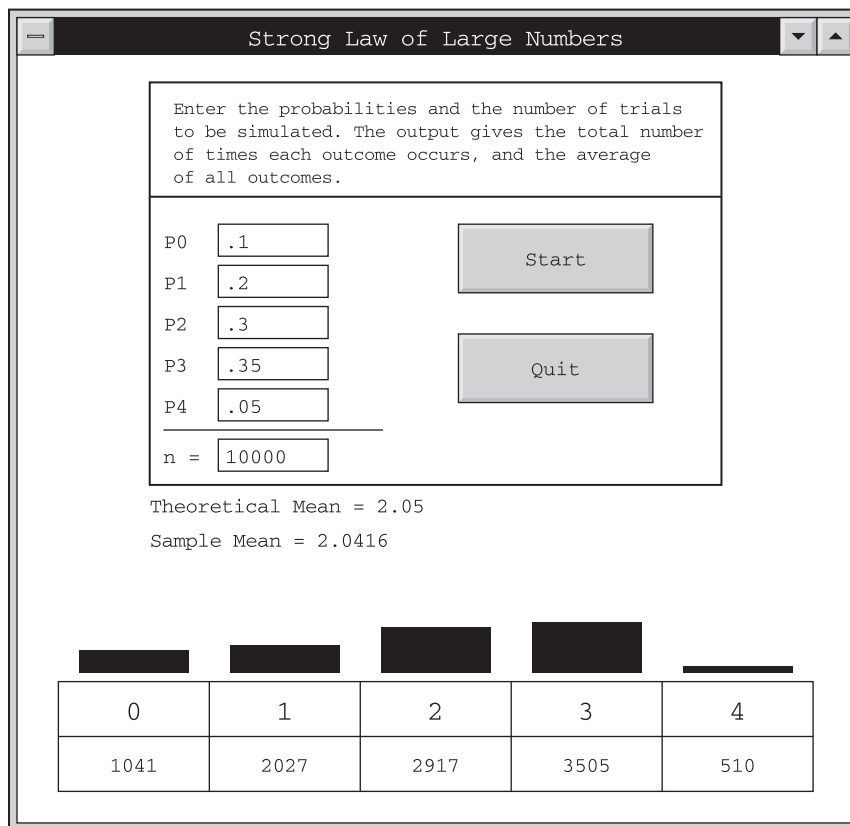 Strong Law of Large Numbers
Enter the probabilities and the number of trials
to be simulated. The output gives the total number
of times each outcome occurs, and the average
of all outcomes.
P0 .1
Start
P1 .2
P2 .3
P3 .35
Quit
P4 .05
n = 10000
Theoretical Mean = 2.05
Sample Mean = 2.0416
0 1 2 3 4
1041 2027 2917 3505 510